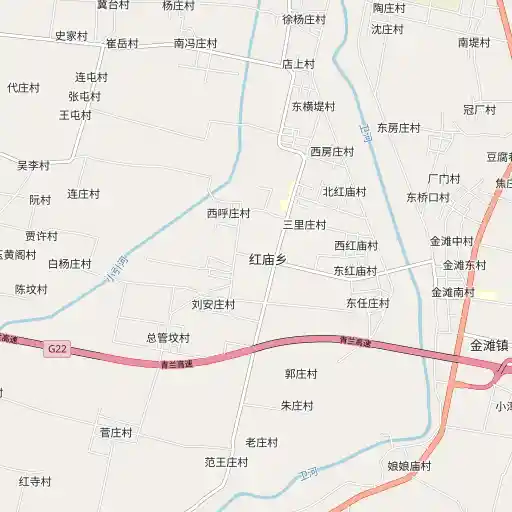 冀台村
杨庄村
徐杨庄村
陶庄村
沈庄村
史家村
崔岳村
南冯庄村
南堤村
店上村
连屯村
代庄村
张屯村
王屯村
东横堤村
冠厂村
东房庄村
卫河
西房庄村
豆腐
吴李村
厂门村
焦庄
阮村
连庄村
北红庙村
东桥口村
西呼庄村
三里庄村
贾许村
西红庙村
金滩中村
玉黄阁村
白杨庄村
小引河
红庙乡
东红庙村
金滩东村
陈坟村
刘安庄村
东任庄村
金滩南村
总管坟村
高速
青兰高速
金滩镇
G22
青兰高速
郭庄村
村
朱庄村
小滩
菅庄村
老庄村
范王庄村
娘娘庙村
卫河
红寺村